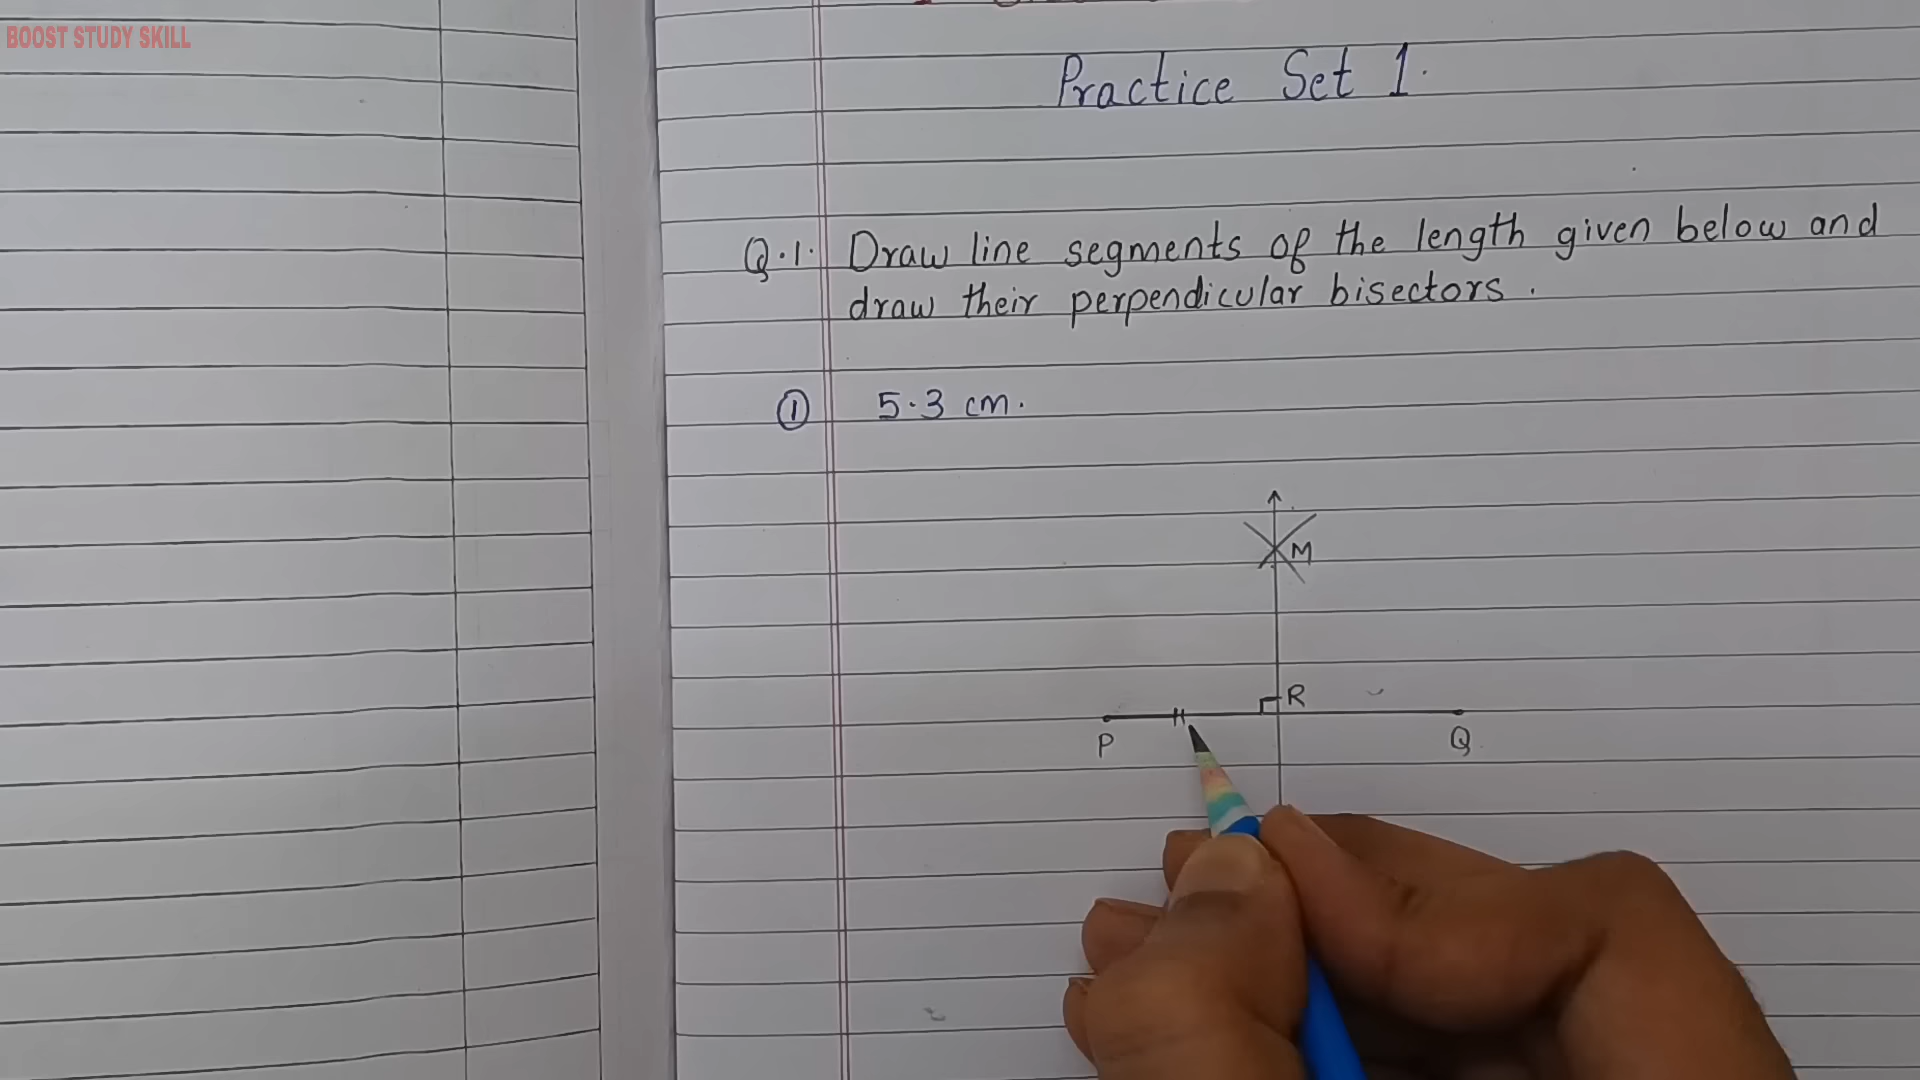 BOOST STUDY SKILL
Practice Set 1.
Q.1. Draw line segments of the length given below and
draw their perpendicular bisectors.
① 5.3 cm.
M
R
P
Q